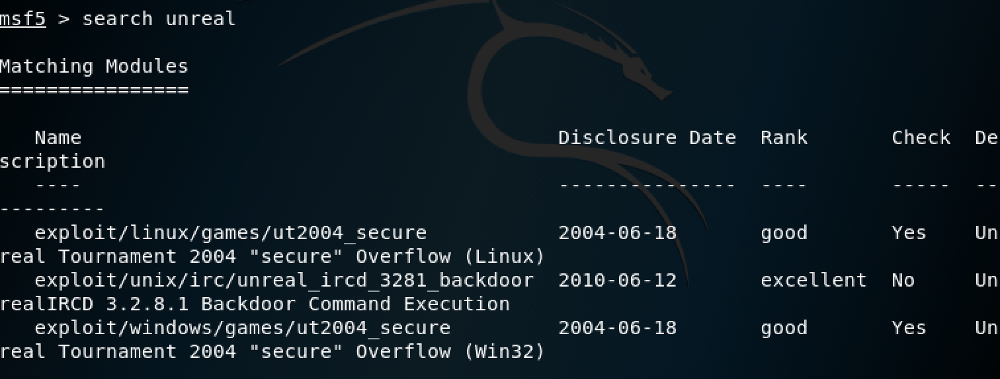 msf5 > search unreal
Matching Modules
================
Name Disclosure Date Rank Check De
scription
---- --------------- ---- ----- --
---------
exploit/linux/games/ut2004_secure 2004-06-18 good Yes Un
real Tournament 2004 "secure" Overflow (Linux)
exploit/unix/irc/unreal_ircd_3281_backdoor 2010-06-12 excellent No Un
realIRCD 3.2.8.1 Backdoor Command Execution
exploit/windows/games/ut2004_secure 2004-06-18 good Yes Un
real Tournament 2004 "secure" Overflow (Win32)